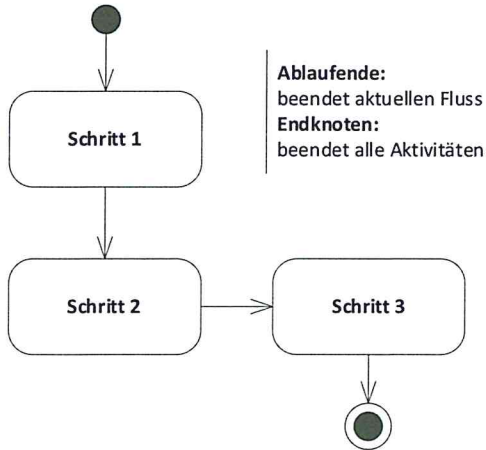 Ablaufende:
beendet aktuellen Fluss
Endknoten:
beendet alle Aktivitäten
Schritt 1
Schritt 2
Schritt 3